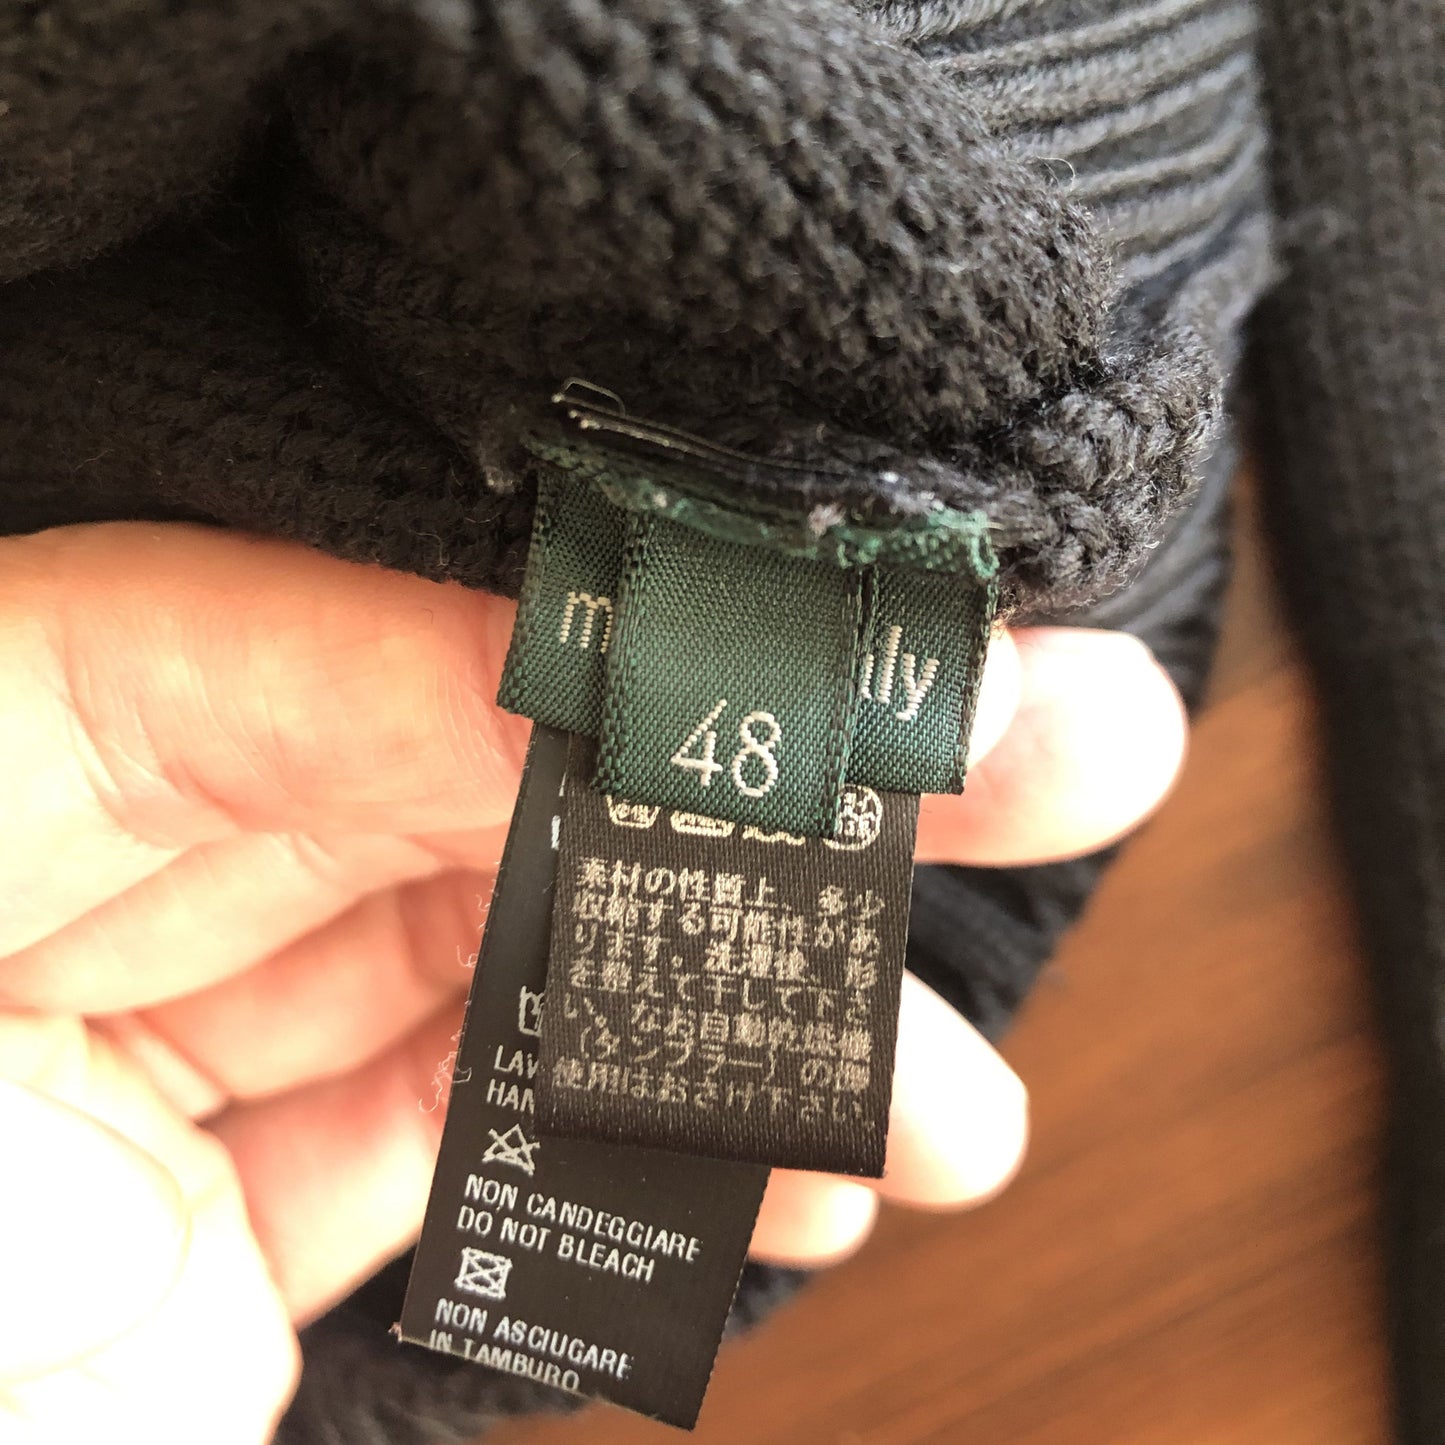 48
素材の性質上、多少
収縮する可能性があ
ります。洗濯後、形
を整えて干して下さ
い。なお自動乾燥機
（タンブラー）の御
使用はおさけ下さい。
NON CANDEGGIARE
DO NOT BLEACH
NON ASCIUGARE
IN TAMBURO